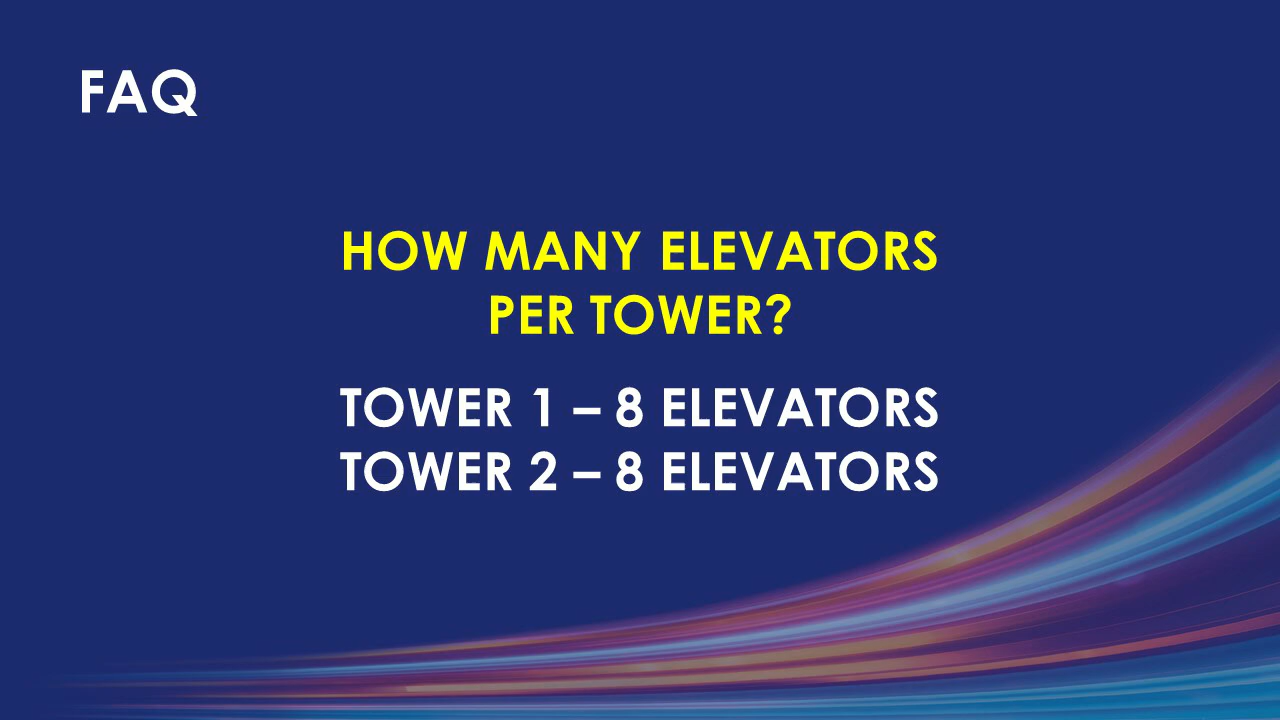 FAQ
HOW MANY ELEVATORS
PER TOWER?
TOWER 1 – 8 ELEVATORS
TOWER 2 – 8 ELEVATORS